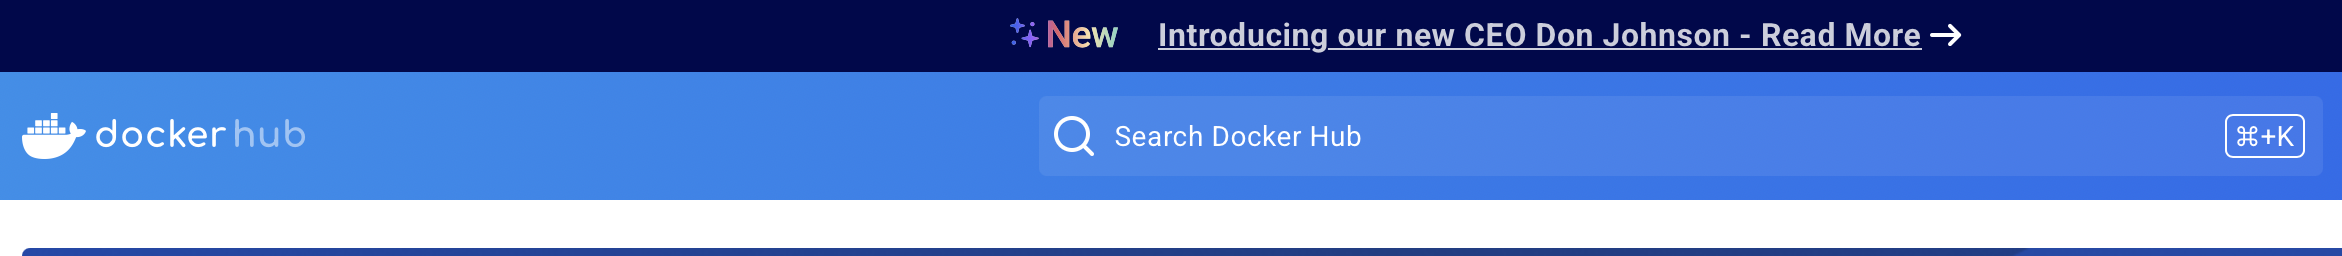 New Introducing our new CEO Don Johnson - Read More →
docker hub Search Docker Hub ⌘+K